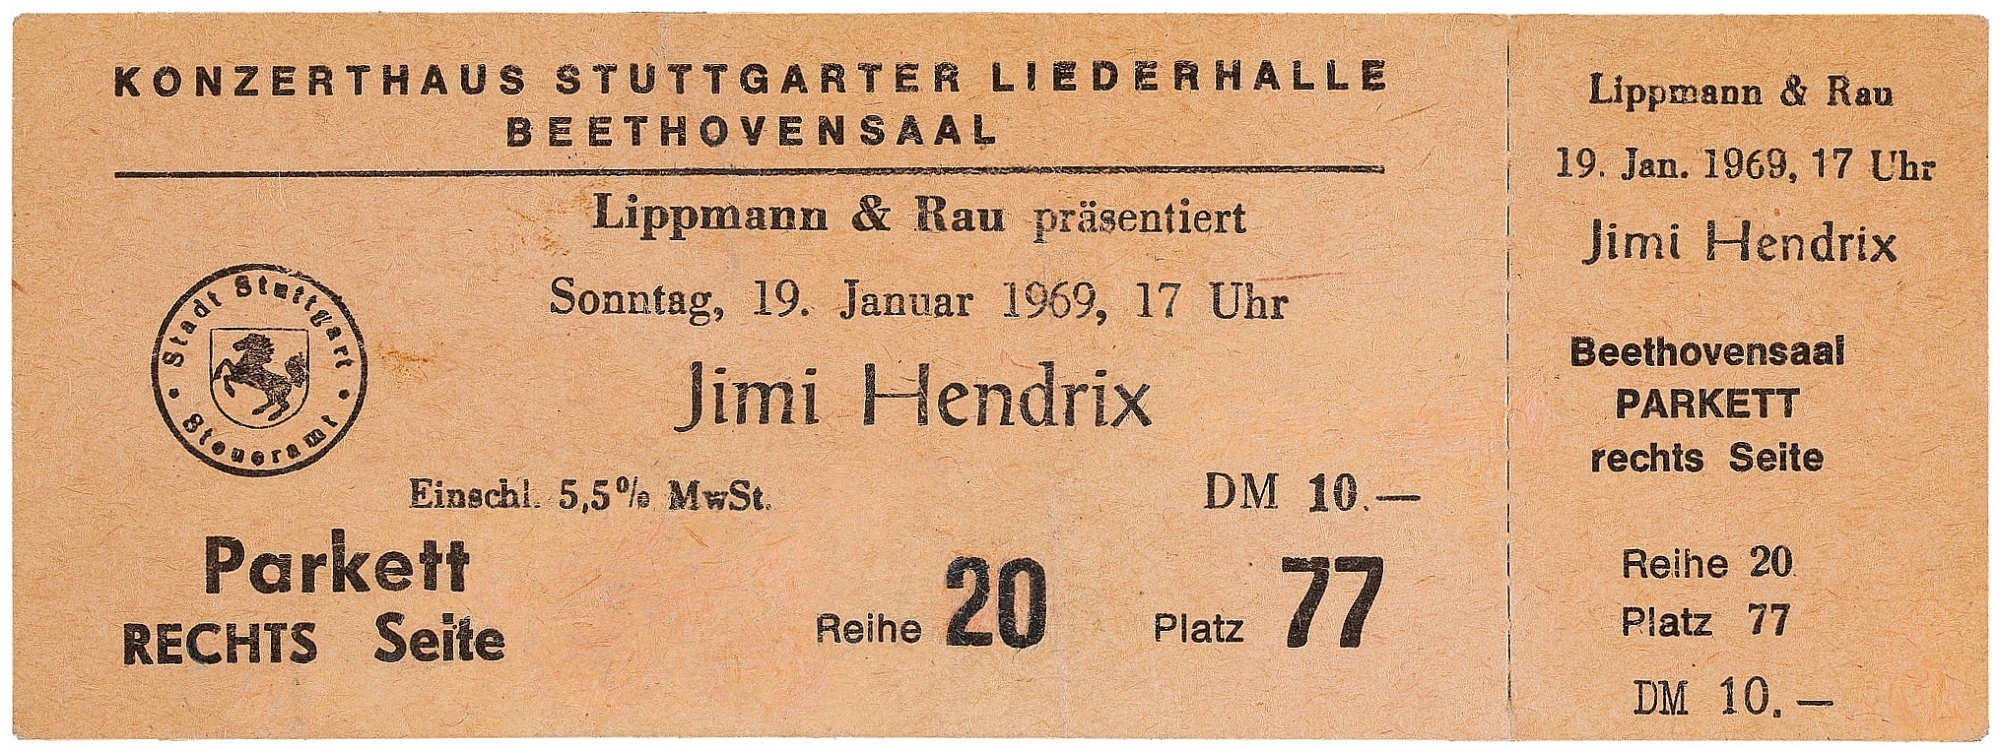 KONZERTHAUS STUTTGARTER LIEDERHALLE
BEETHOVENSAAL
Lippmann & Rau präsentiert
Sonntag, 19. Januar 1969, 17 Uhr
Jimi Hendrix
Stadt Stuttgart
Steueramt
Einschl. 5,5% MwSt.
DM 10.—
Parkett
RECHTS Seite
Reihe 20
Platz 77
Lippmann & Rau
19. Jan. 1969, 17 Uhr
Jimi Hendrix
Beethovensaal
PARKETT
rechts Seite
Reihe 20
Platz 77
DM 10.—